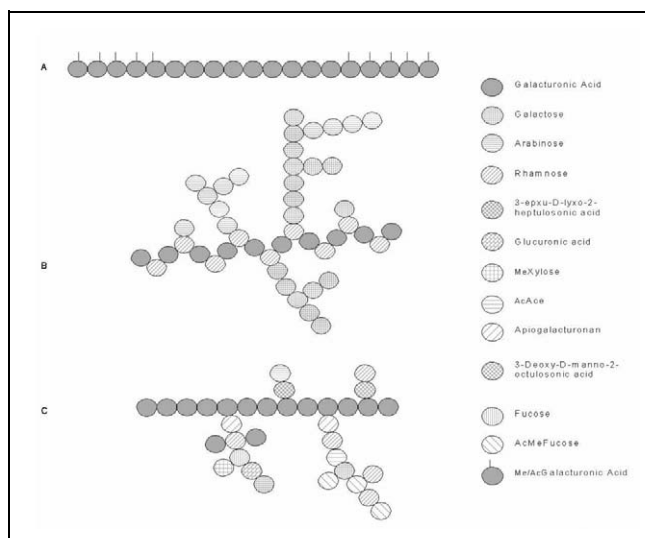 A
B
C
Galacturonic Acid
Galactose
Arabinose
Rhamnose
3-epxu-D-lyxo-2-
heptulosonic acid
Glucuronic acid
MeXylose
AcAce
Apiogalacturonan
3-Deoxy-D-manno-2-
octulosonic acid
Fucose
AcMeFucose
Me/AcGalacturonic Acid